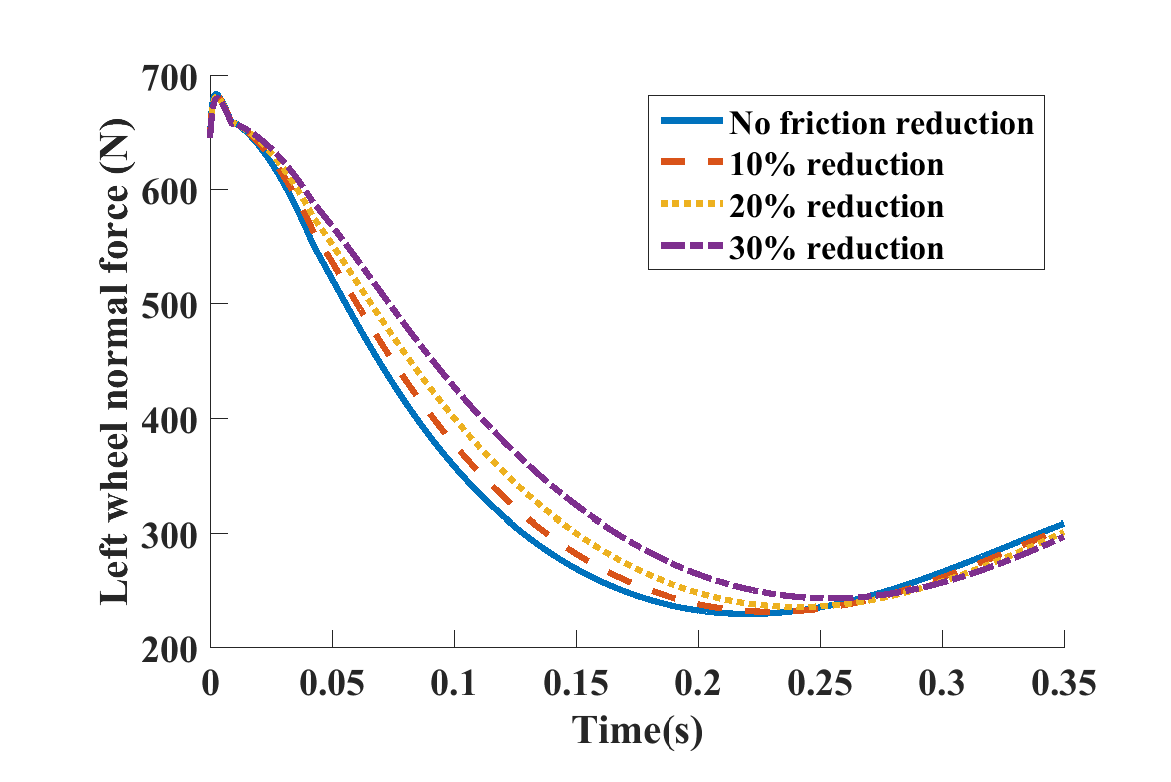 700
600
500
400
300
200
0
0.05
0.1
0.15
0.2
0.25
0.3
0.35
Left wheel normal force (N)
Time(s)
No friction reduction
10% reduction
20% reduction
30% reduction